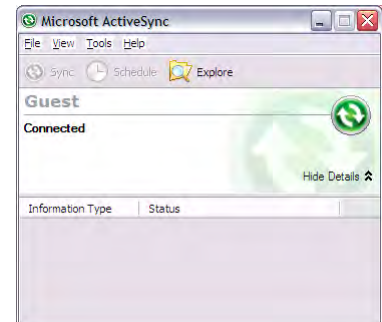 Microsoft ActiveSync
File View Tools Help
Sync Schedule Explore
Guest
Connected
Hide Details
Information Type Status